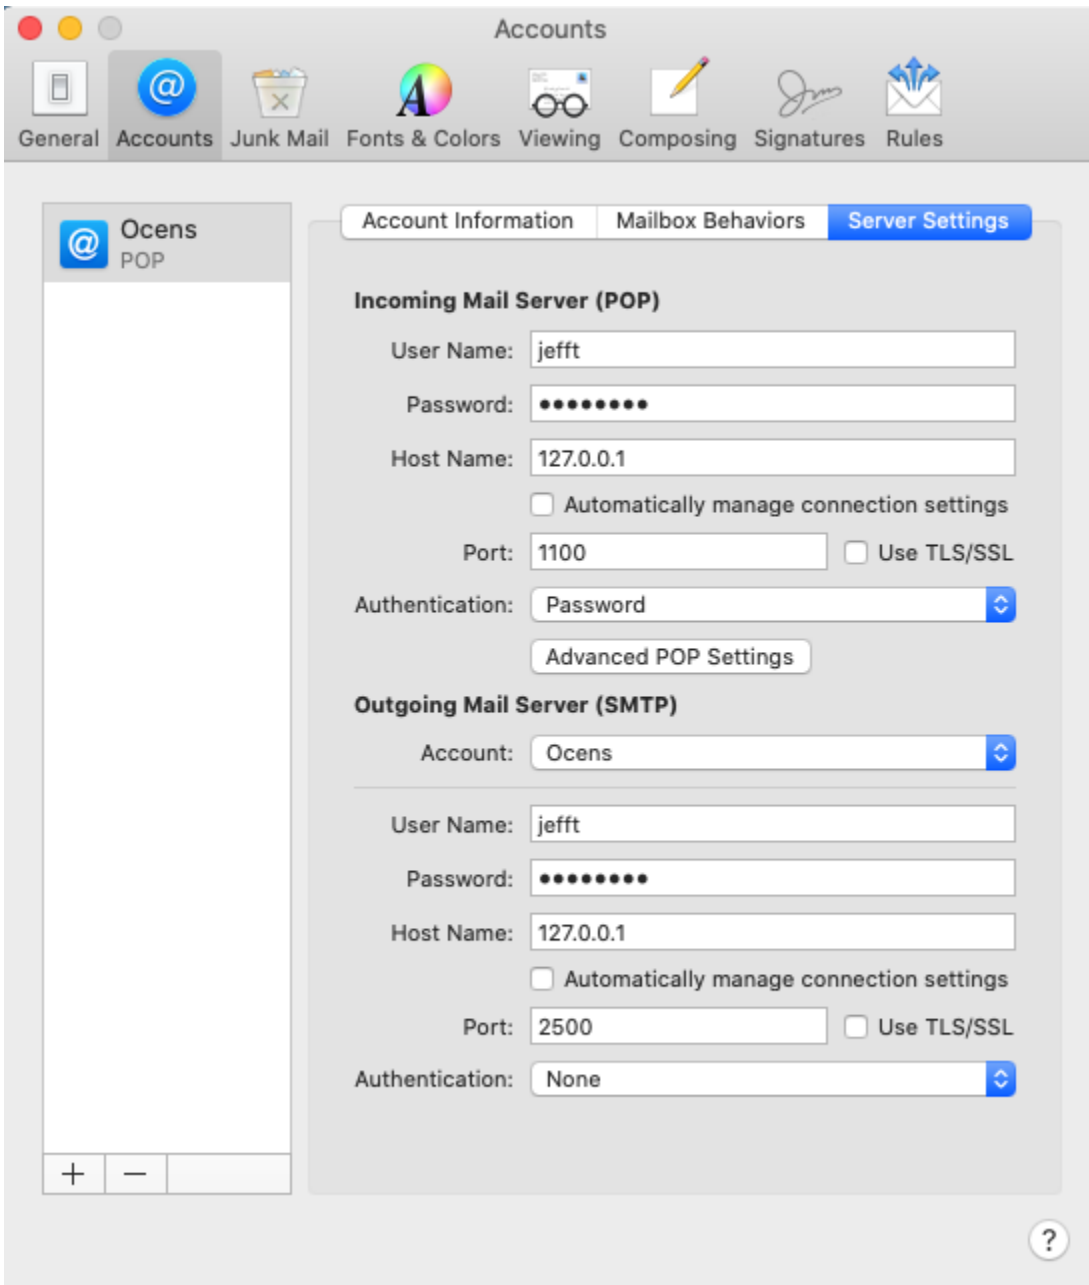 Accounts
General Accounts Junk Mail Fonts & Colors Viewing Composing Signatures Rules
Ocens
POP
Account Information Mailbox Behaviors Server Settings
Incoming Mail Server (POP)
User Name: jefft
Password: ••••••••
Host Name: 127.0.0.1
Automatically manage connection settings
Port: 1100 Use TLS/SSL
Authentication: Password
Advanced POP Settings
Outgoing Mail Server (SMTP)
Account: Ocens
User Name: jefft
Password: ••••••••
Host Name: 127.0.0.1
Automatically manage connection settings
Port: 2500 Use TLS/SSL
Authentication: None
+ −
?